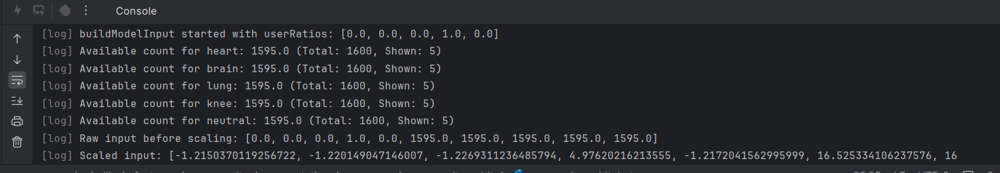 Console
[log] buildModelInput started with userRatios: [0.0, 0.0, 0.0, 1.0, 0.0]
[log] Available count for heart: 1595.0 (Total: 1600, Shown: 5)
[log] Available count for brain: 1595.0 (Total: 1600, Shown: 5)
[log] Available count for lung: 1595.0 (Total: 1600, Shown: 5)
[log] Available count for knee: 1595.0 (Total: 1600, Shown: 5)
[log] Available count for neutral: 1595.0 (Total: 1600, Shown: 5)
[log] Raw input before scaling: [0.0, 0.0, 0.0, 1.0, 0.0, 1595.0, 1595.0, 1595.0, 1595.0, 1595.0]
[log] Scaled input: [-1.2150370119256722, -1.220149047146007, -1.2269311236485794, 4.97620216213555, -1.2172041562995999, 16.525334106237576, 16